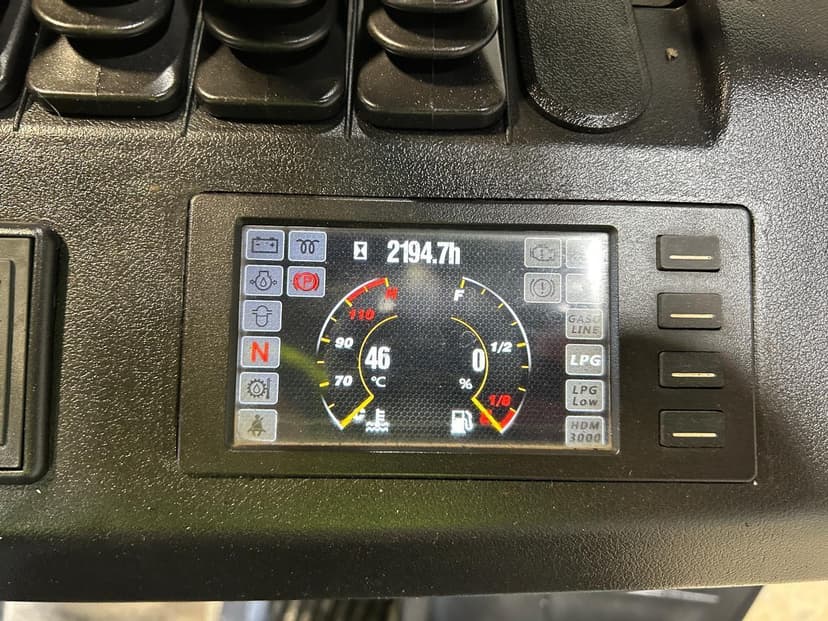 2194.7h
P
H
F
110
GASO
LINE
90
46
0
1/2
N
LPG
°C
%
70
1/8
LPG
Low
C
HDM
3000